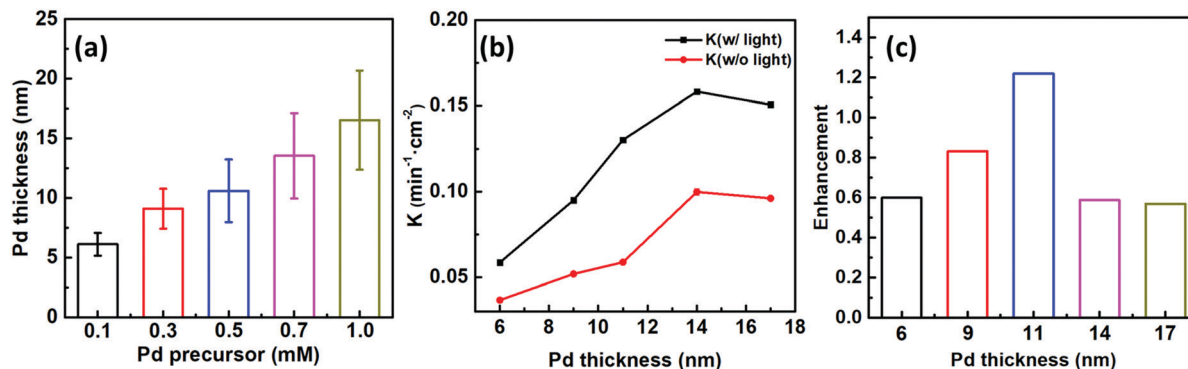 (a)
Pd thickness (nm)
25
20
15
10
5
0
0.1 0.3 0.5 0.7 1.0
Pd precursor (mM)
(b)
K(w/ light)
K(w/o light)
K (min⁻¹·cm⁻²)
0.20
0.15
0.10
0.05
6 8 10 12 14 16 18
Pd thickness (nm)
(c)
Enhancement
1.4
1.2
1.0
0.8
0.6
0.4
0.2
0.0
6 9 11 14 17
Pd thickness (nm)